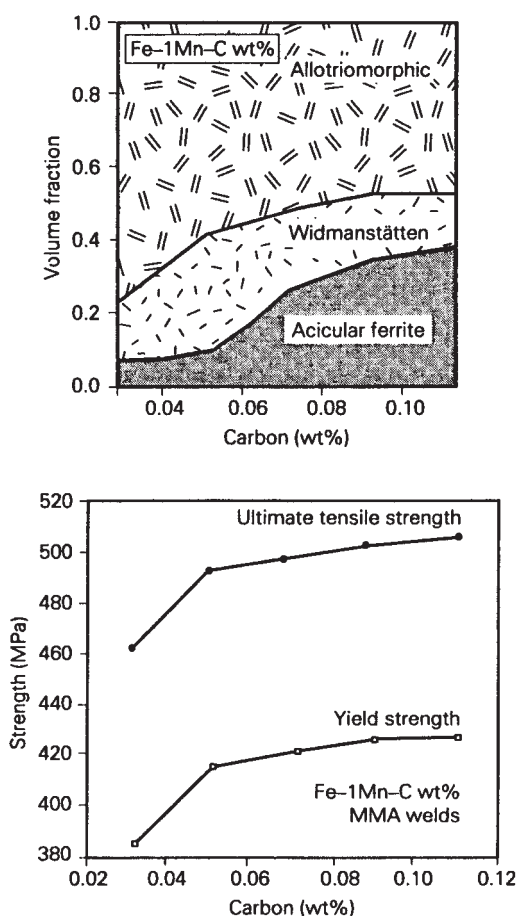 1.0
Fe–1Mn–C wt%
Allotriomorphic
0.8
0.6
Volume fraction
0.4
Widmanstätten
0.2
Acicular ferrite
0.0
0.04 0.06 0.08 0.10
Carbon (wt%)
520
Ultimate tensile strength
500
480
460
Strength (MPa)
440
Yield strength
420
Fe–1Mn–C wt%
400
MMA welds
380
0.02 0.04 0.06 0.08 0.10 0.12
Carbon (wt%)